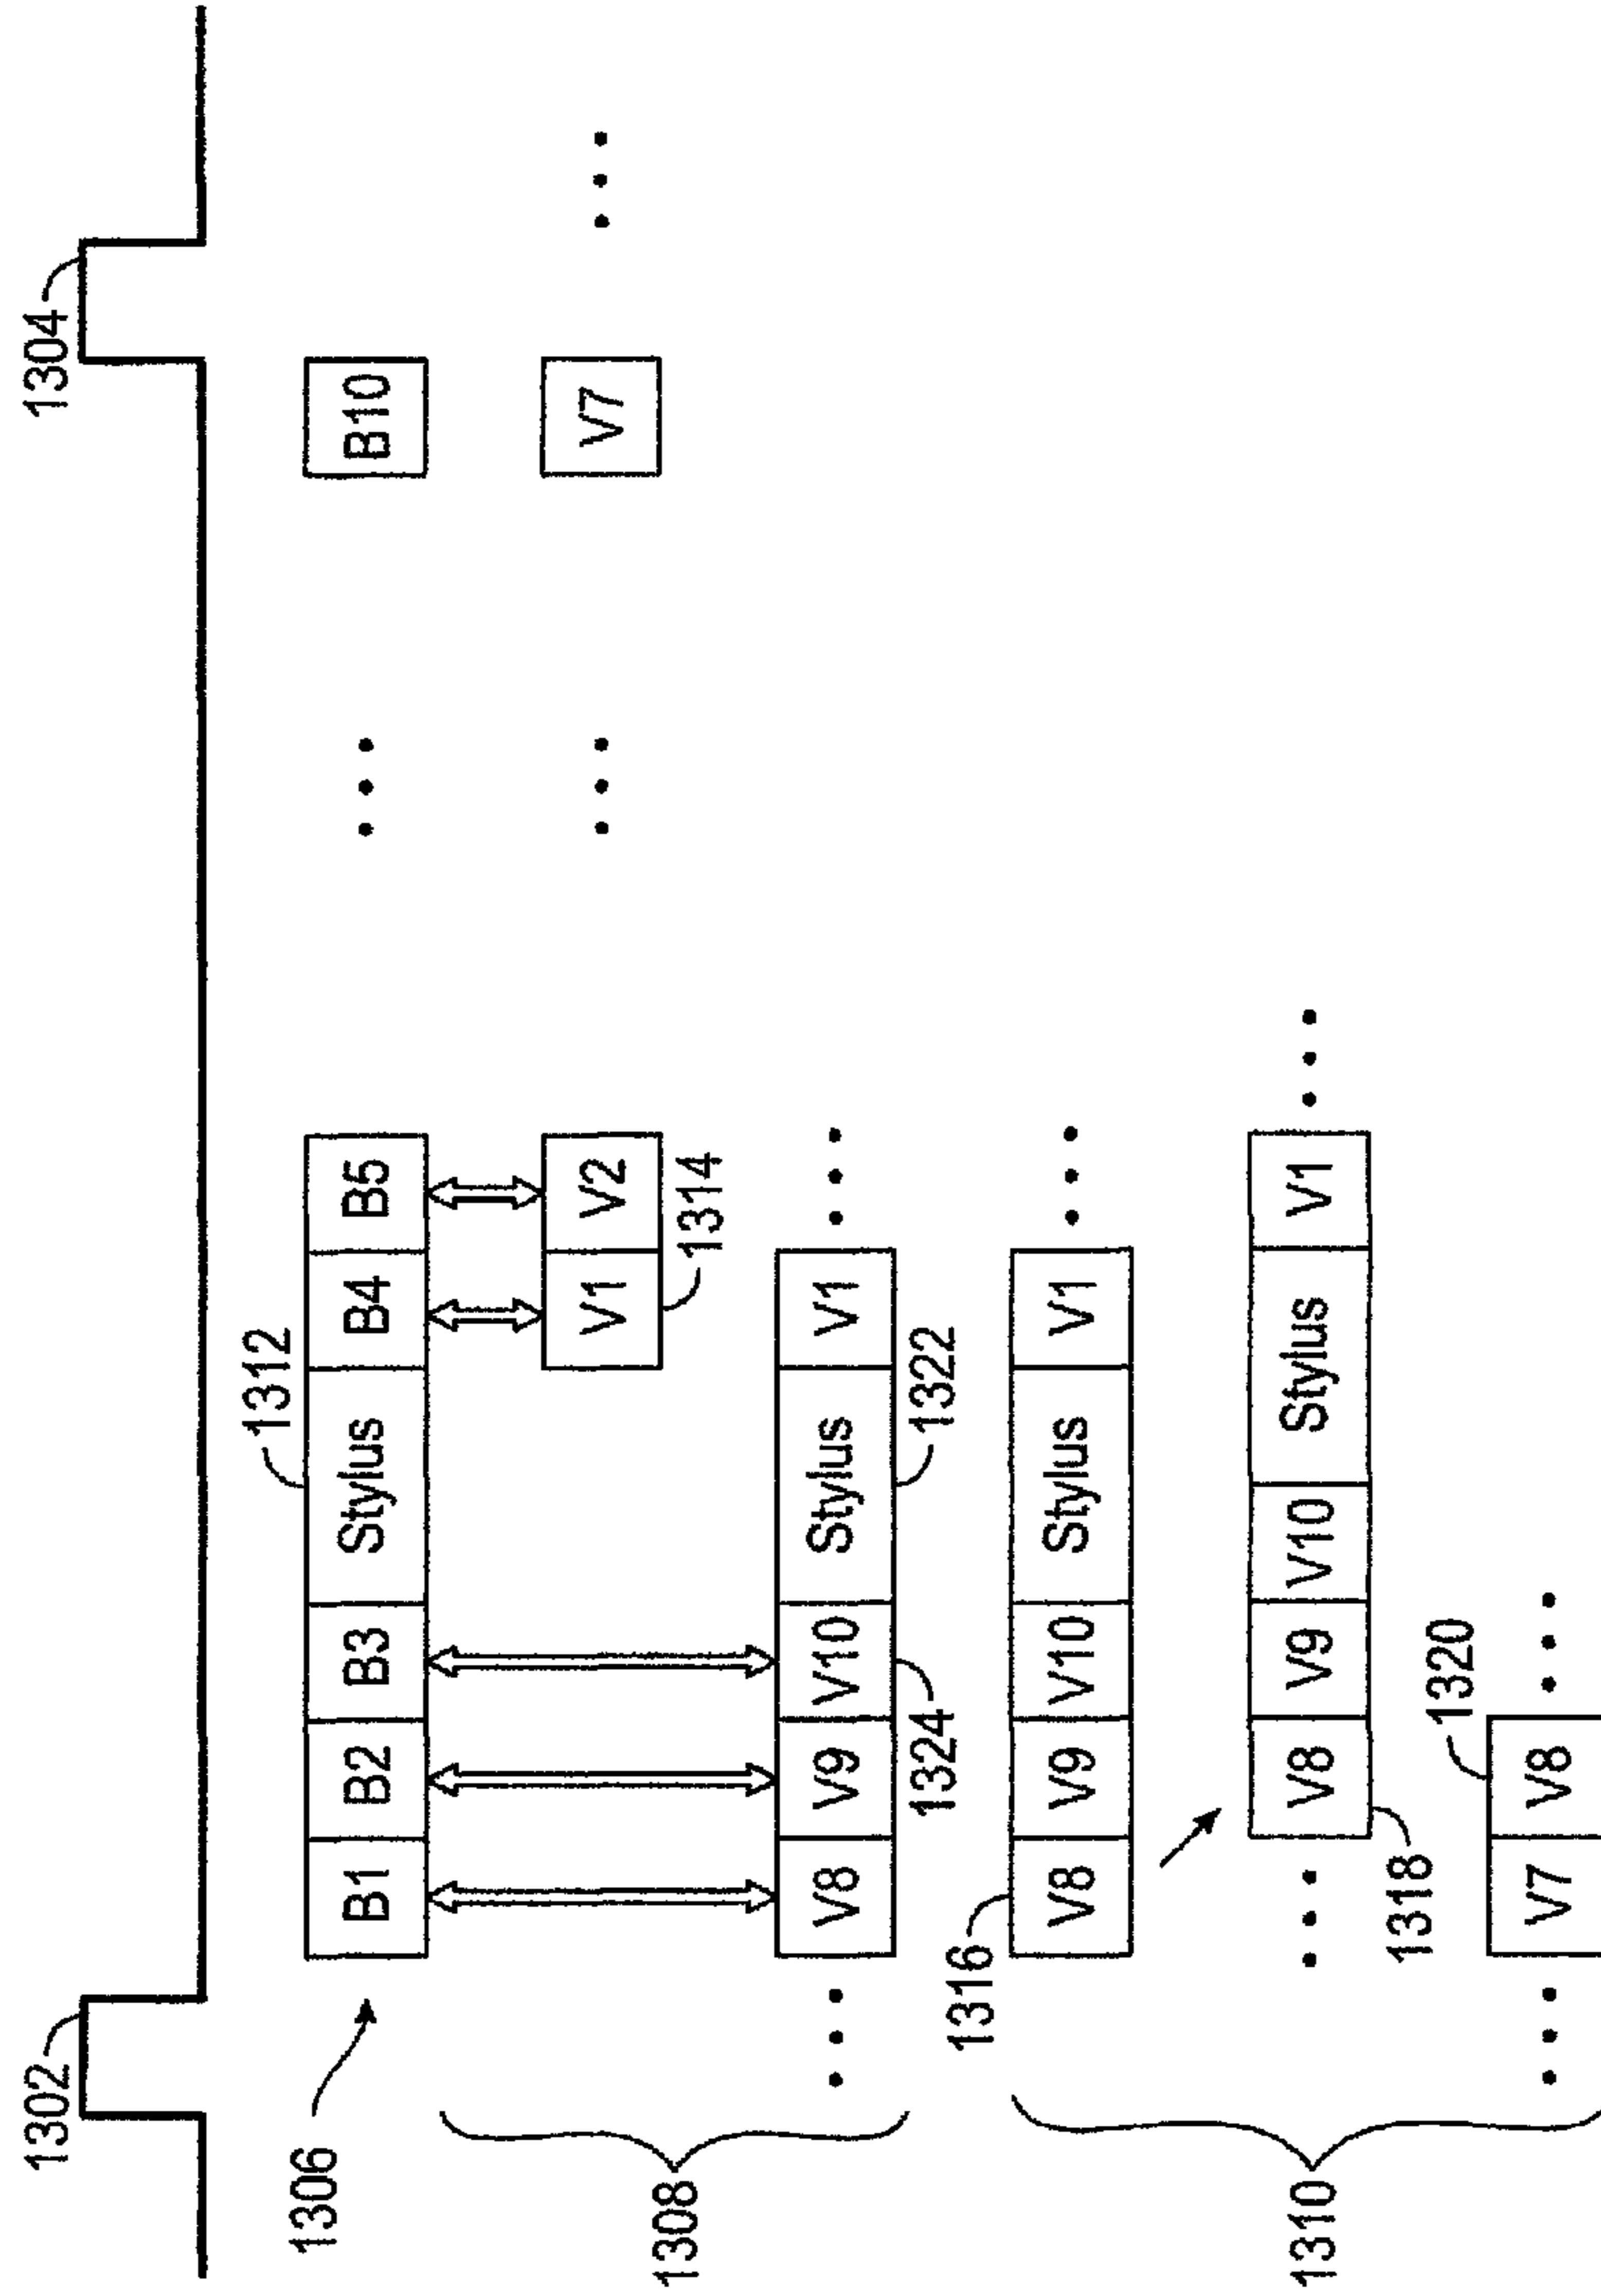 1302 1304
1312
1306 B1 B2 B3 Stylus B4 B5 ... B10
V1 V2 ... V7 ...
1314
1308
... V8 V9 V10 Stylus V1 ...
1324 1322
1316
V8 V9 V10 Stylus V1 ...
1310
... V8 V9 V10 Stylus V1 ...
1318
1320
... V7 V8 ...